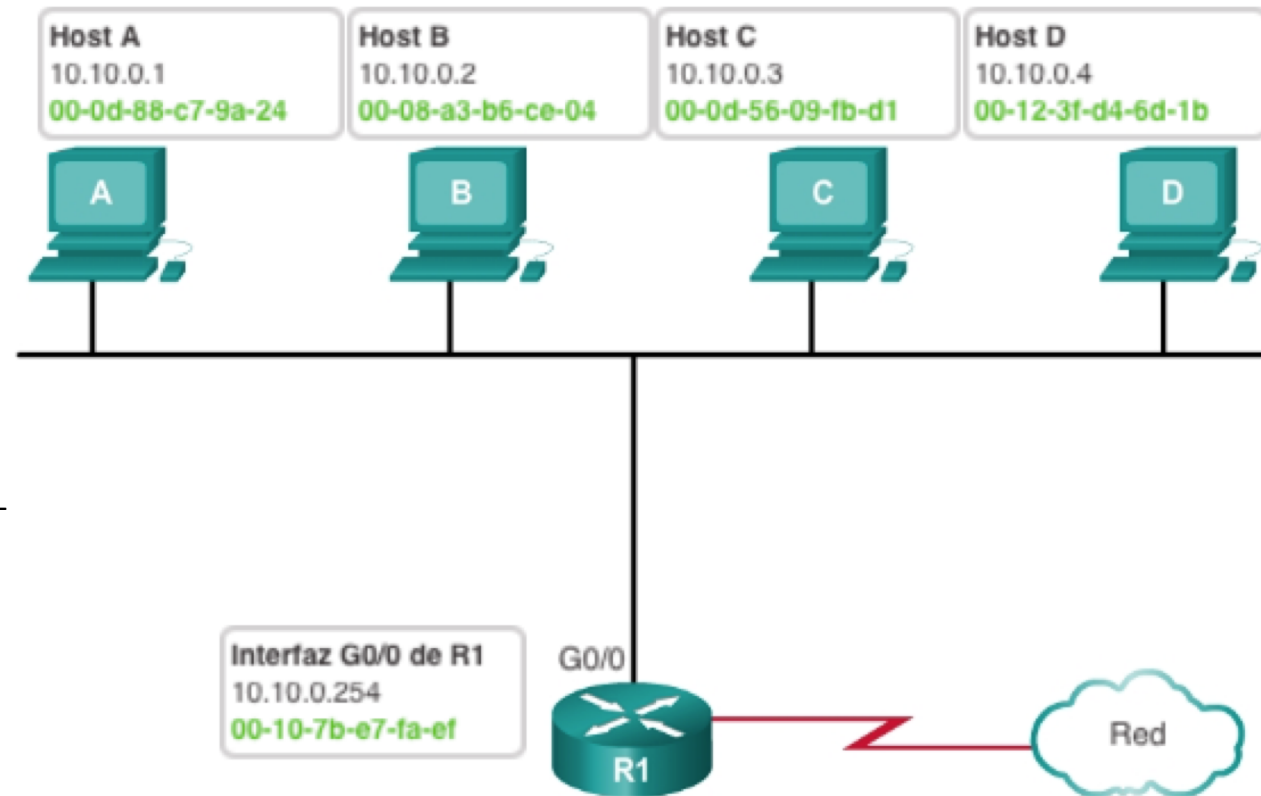 Host A
10.10.0.1
00-0d-88-c7-9a-24
Host B
10.10.0.2
00-08-a3-b6-ce-04
Host C
10.10.0.3
00-0d-56-09-fb-d1
Host D
10.10.0.4
00-12-3f-d4-6d-1b
A
B
C
D
Interfaz G0/0 de R1
10.10.0.254
00-10-7b-e7-fa-ef
G0/0
R1
Red